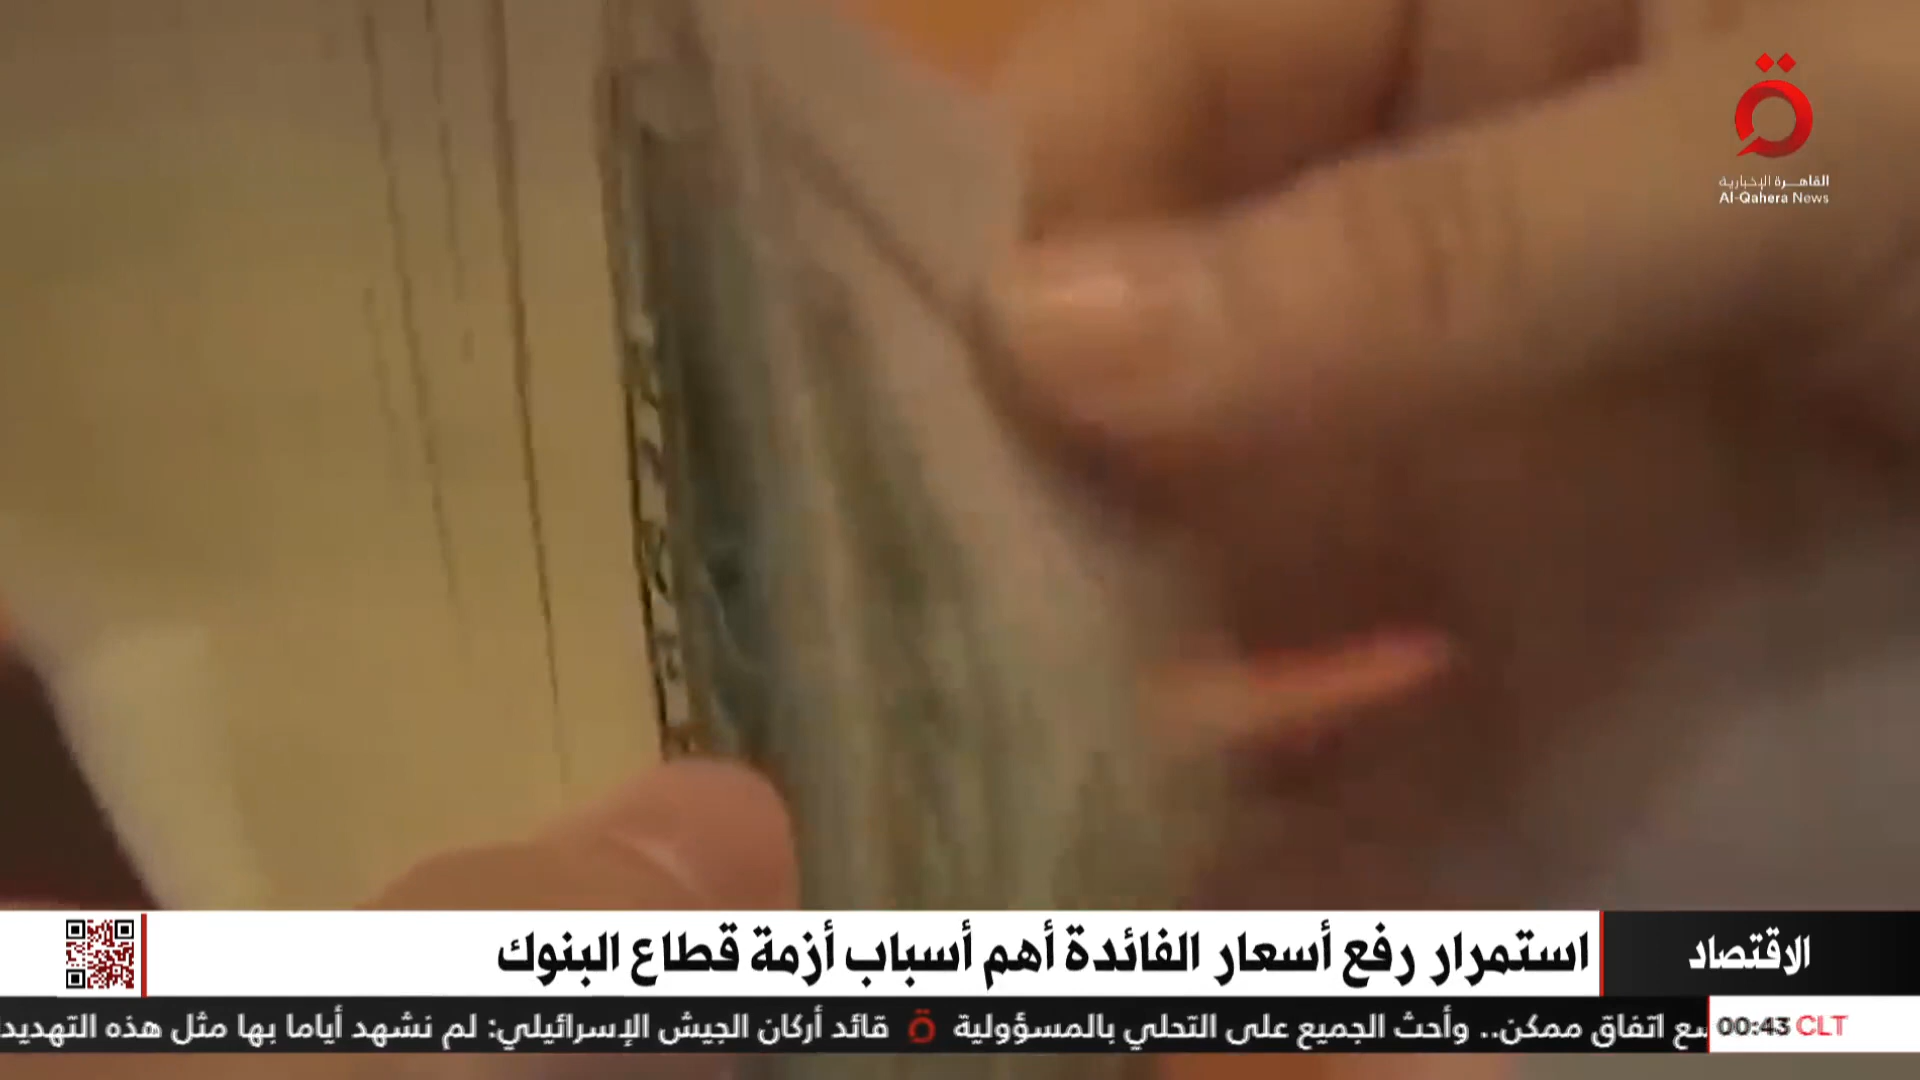 القاهرة الإخبارية
Al-Qahera News
الاقتصاد
استمرار رفع أسعار الفائدة أهم أسباب أزمة قطاع البنوك
00:43 CLT
اتفاق ممكن.. وأحث الجميع على التحلي بالمسؤولية قائد أركان الجيش الإسرائيلي: لم نشهد أياما بها مثل هذه